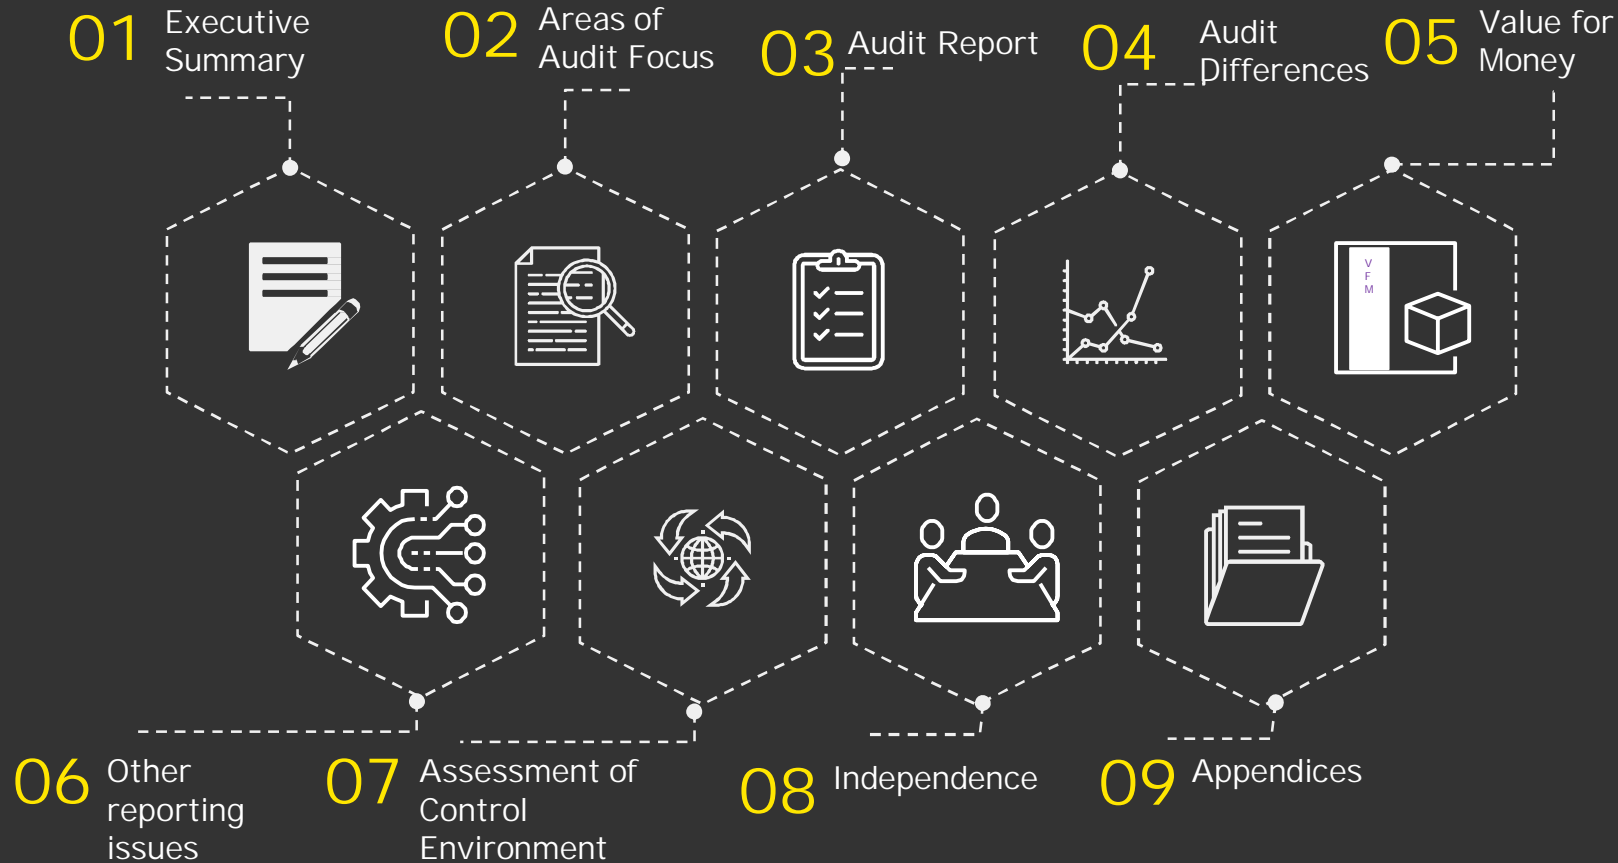 01
Executive
Summary
02
Areas of
Audit Focus
03
Audit Report
04
Audit
Differences
05
Value for
Money
V
F
M
06
Other
reporting
issues
07
Assessment of
Control
Environment
08
Independence
09
Appendices